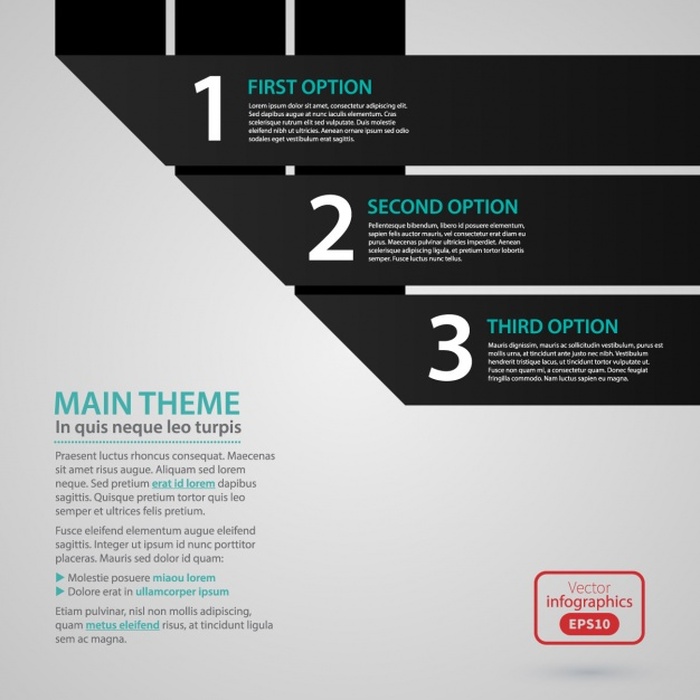 1
FIRST OPTION
Lorem ipsum dolor sit amet, consectetur adipiscing elit.
Sed dapibus augue at nunc iaculis elementum. Cras
scelerisque rutrum elit sed vulputate. Duis molestie
eleifend nibh ut ultricies. Aenean ornare ipsum sed odio
sodales eget vestibulum arcu sagittis.
2
SECOND OPTION
Pellentesque bibendum, libero id posuere elementum,
sapien felis auctor mauris, vel consectetur erat diam eu
purus. Maecenas pulvinar ultricies imperdiet. Aenean
scelerisque adipiscing ligula, et pretium tortor lobortis
semper. Fusce luctus nunc tellus.
3
THIRD OPTION
Mauris dignissim, mauris ac sollicitudin vestibulum, purus est
mollis urna, at tincidunt ante justo nec nibh. Vestibulum
hendrerit tristique lacus, ut tincidunt tortor vulputate ut.
Fusce non quam et eros posuere dapibus. Donec feugiat
fringilla commodo. Nam luctus sapien eu magna.
MAIN THEME
In quis neque leo turpis
Praesent luctus rhoncus consequat. Maecenas
sit amet risus augue. Aliquam sed lorem
neque. Sed pretium erat id lorem dapibus
sagittis. Quisque pretium tortor quis leo
semper et ultrices felis pretium.
Fusce eleifend elementum augue eleifend
sagittis. Integer ut ipsum id nunc porttitor
placeras. Mauris sed dolor id quam:
Molestie posuere miaou lorem
Dolore erat in ullamcorper ipsum
Etiam pulvinar, nisl non mollis adipiscing,
quam metus eleifend risus, at tincidunt ligula
sem ac magna.
Vector
infographics
EPS10